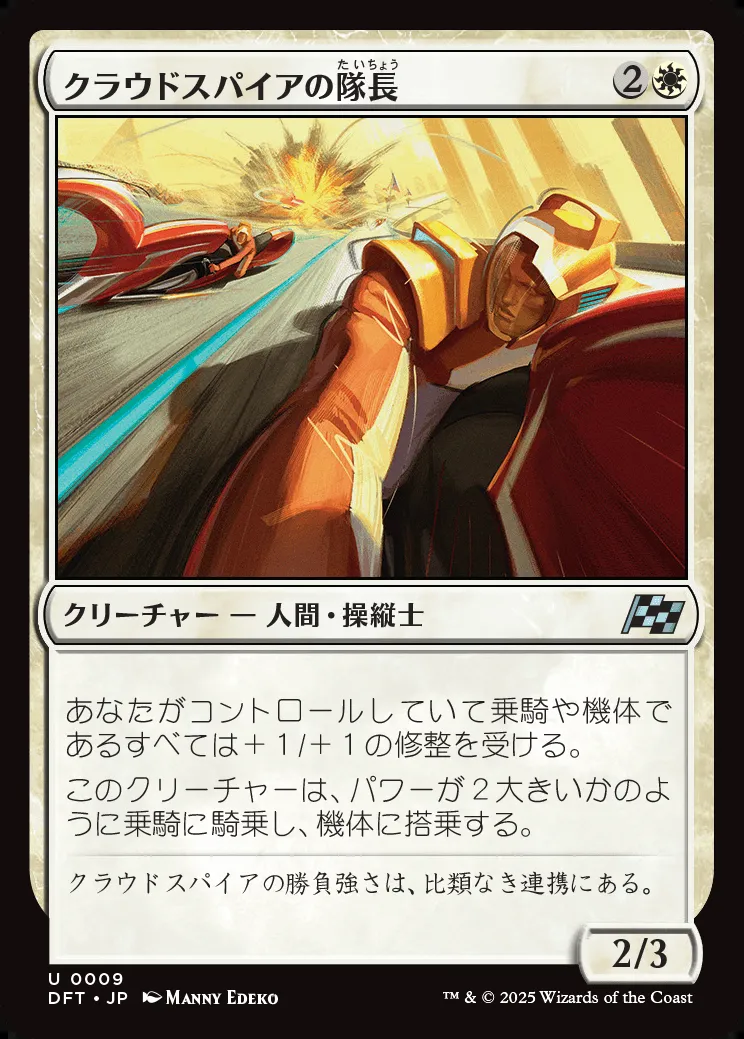 たいちょう
クラウドスパイアの隊長 2
クリーチャー — 人間・操縦士
あなたがコントロールしていて乗騎や機体で
あるすべては＋１/＋１の修整を受ける。
このクリーチャーは、パワーが２大きいかのよ
うに乗騎に騎乗し、機体に搭乗する。
クラウドスパイアの勝負強さは、比類なき連携にある。
2/3
U 0009
DFT • JP Manny Edeko
™ & © 2025 Wizards of the Coast